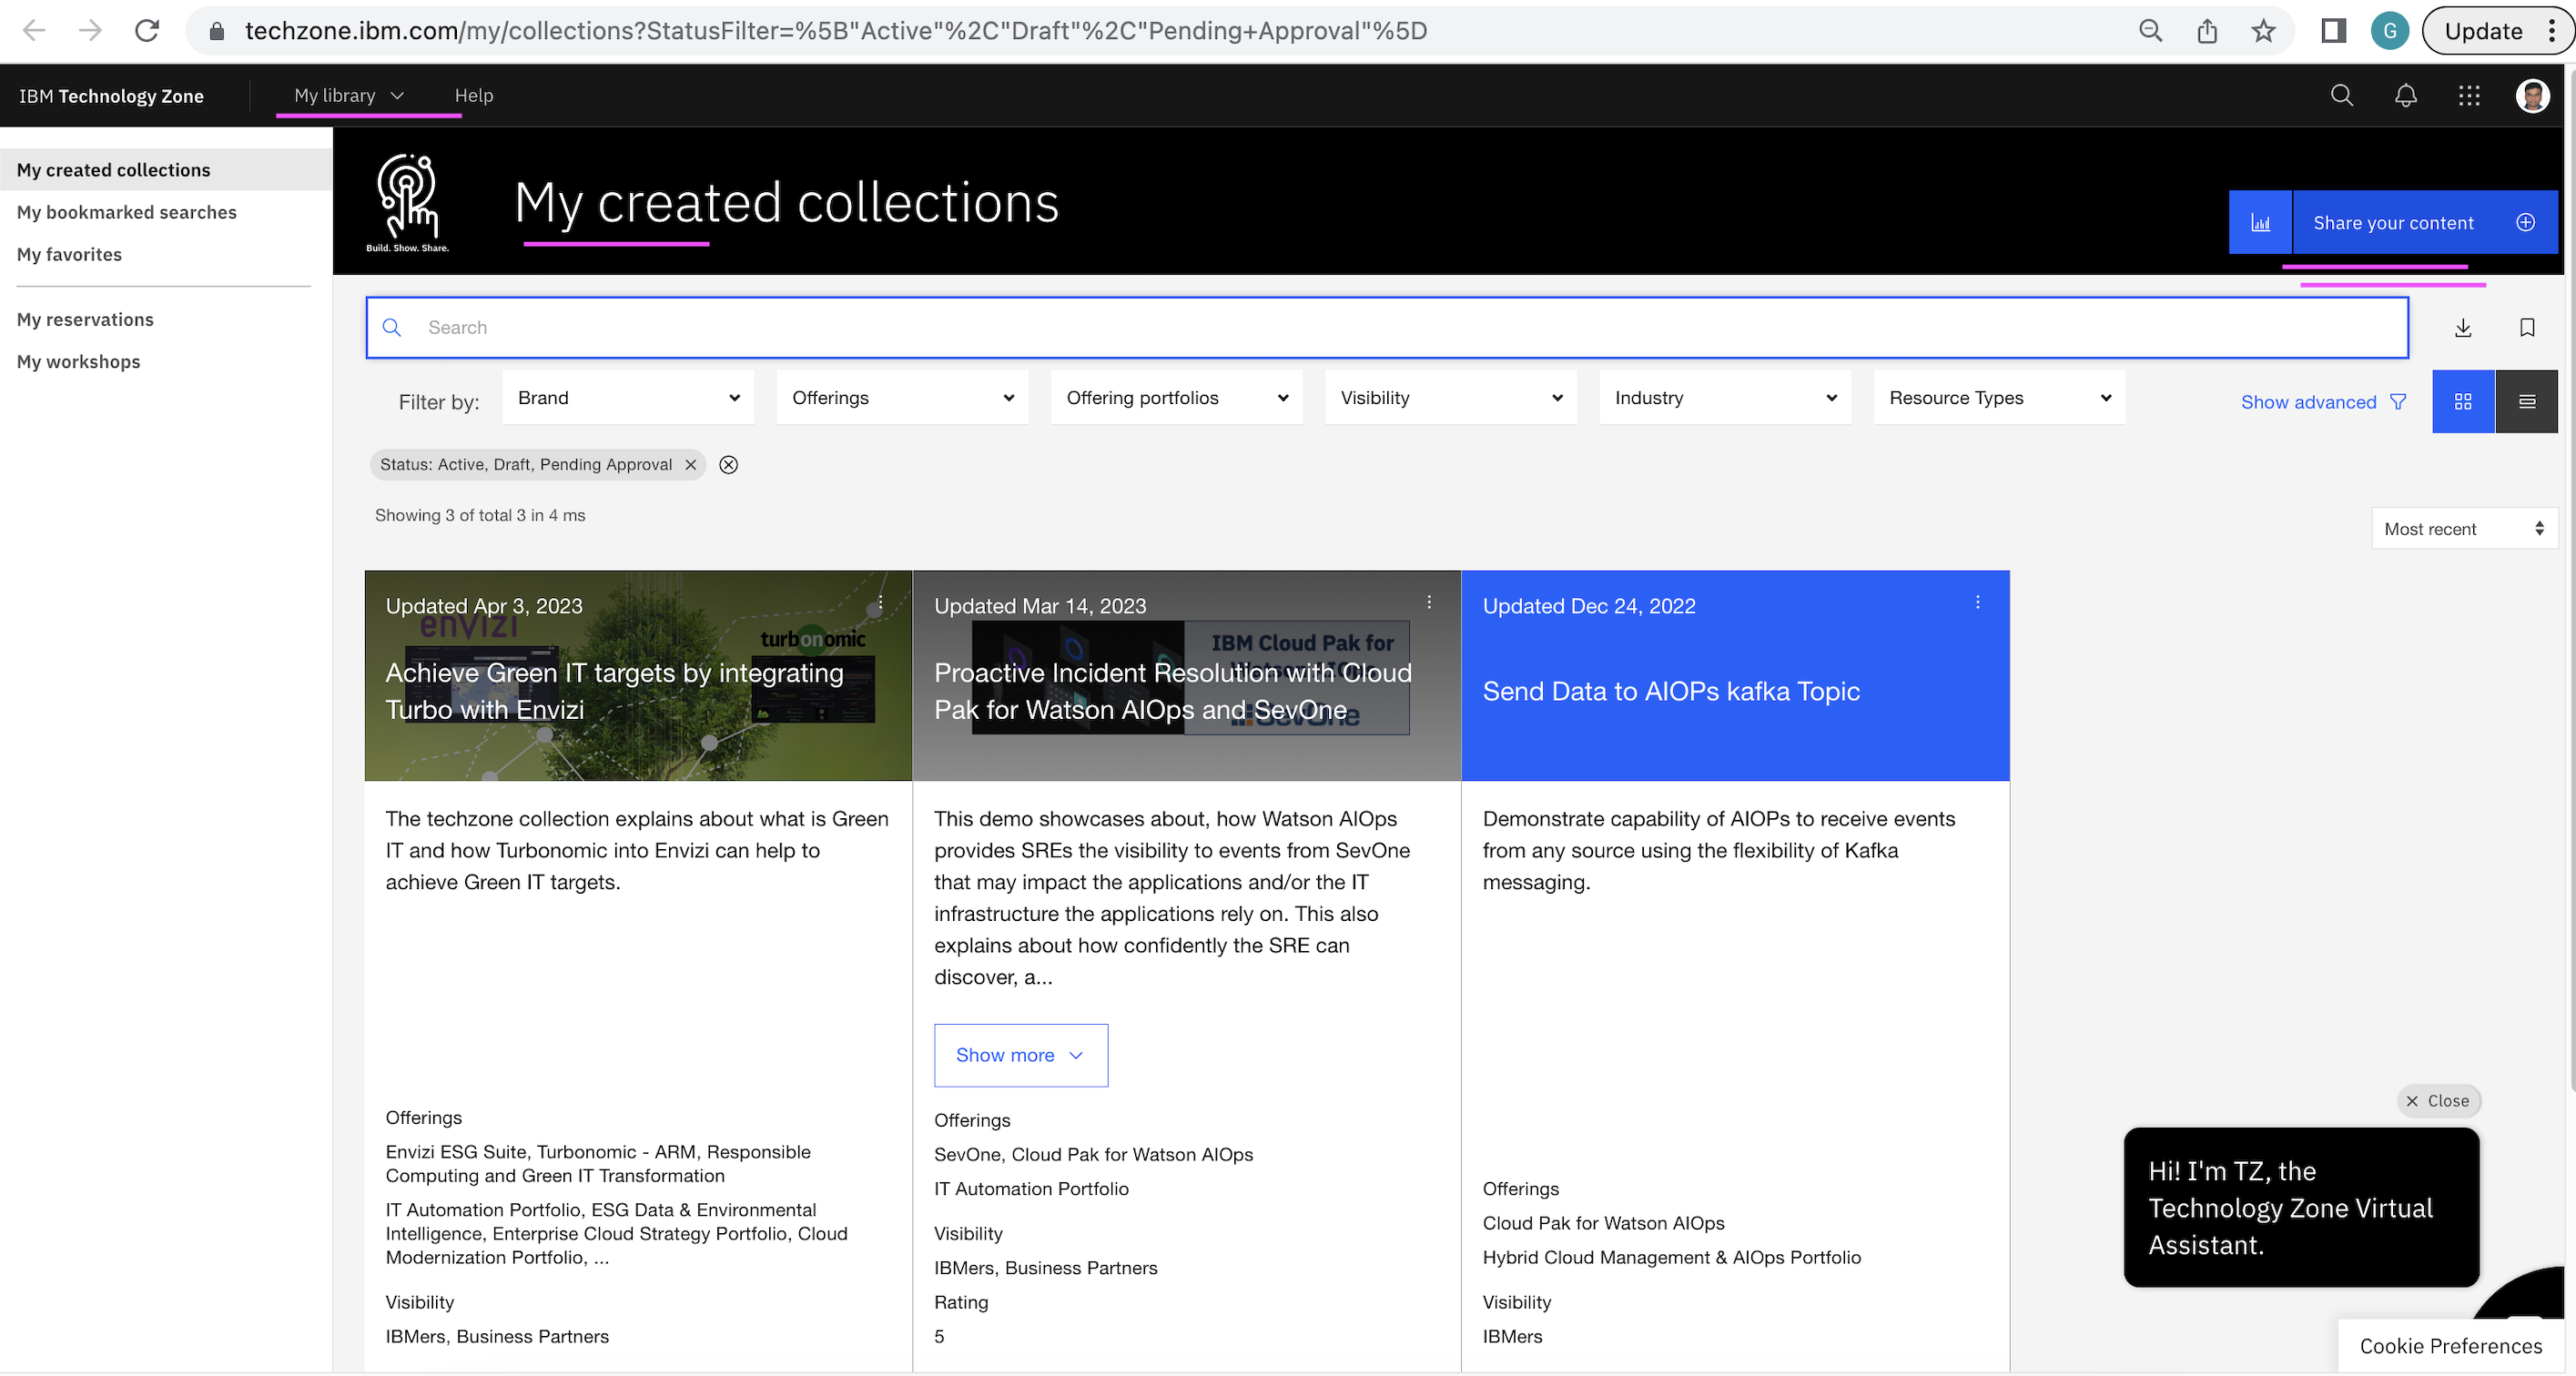 techzone.ibm.com/my/collections?StatusFilter=%5B"Active"%2C"Draft"%2C"Pending+Approval"%5D
G
Update
IBM Technology Zone
My library
Help
My created collections
My bookmarked searches
My favorites
My reservations
My workshops
Build. Show. Share.
My created collections
Share your content
Search
Filter by:
Brand
Offerings
Offering portfolios
Visibility
Industry
Resource Types
Show advanced
Status: Active, Draft, Pending Approval
Showing 3 of total 3 in 4 ms
Most recent
Updated Apr 3, 2023
envizi
turbonomic
Achieve Green IT targets by integrating
Turbo with Envizi
The techzone collection explains about what is Green
IT and how Turbonomic into Envizi can help to
achieve Green IT targets.
Offerings
Envizi ESG Suite, Turbonomic - ARM, Responsible
Computing and Green IT Transformation
IT Automation Portfolio, ESG Data & Environmental
Intelligence, Enterprise Cloud Strategy Portfolio, Cloud
Modernization Portfolio, ...
Visibility
IBMers, Business Partners
Updated Mar 14, 2023
IBM Cloud Pak for
Proactive Incident Resolution with Cloud
Pak for Watson AIOps and SevOne
SevOne
This demo showcases about, how Watson AIOps
provides SREs the visibility to events from SevOne
that may impact the applications and/or the IT
infrastructure the applications rely on. This also
explains about how confidently the SRE can
discover, a...
Show more
Offerings
SevOne, Cloud Pak for Watson AIOps
IT Automation Portfolio
Visibility
IBMers, Business Partners
Rating
5
Updated Dec 24, 2022
Send Data to AIOPs kafka Topic
Demonstrate capability of AIOPs to receive events
from any source using the flexibility of Kafka
messaging.
Offerings
Cloud Pak for Watson AIOps
Hybrid Cloud Management & AIOps Portfolio
Visibility
IBMers
Close
Hi! I'm TZ, the
Technology Zone Virtual
Assistant.
Cookie Preferences